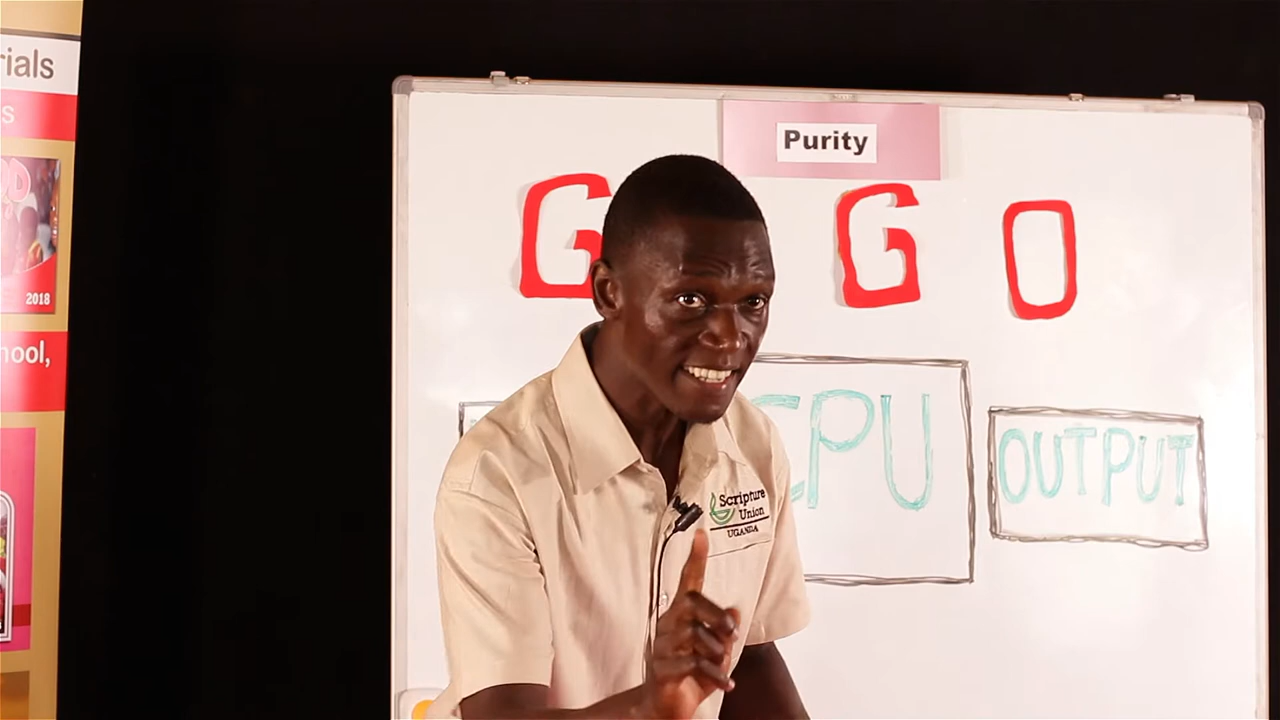 rials
s
2018
hool,
Purity
G G O
CPU
OUTPUT
Scripture
Union
UGANDA